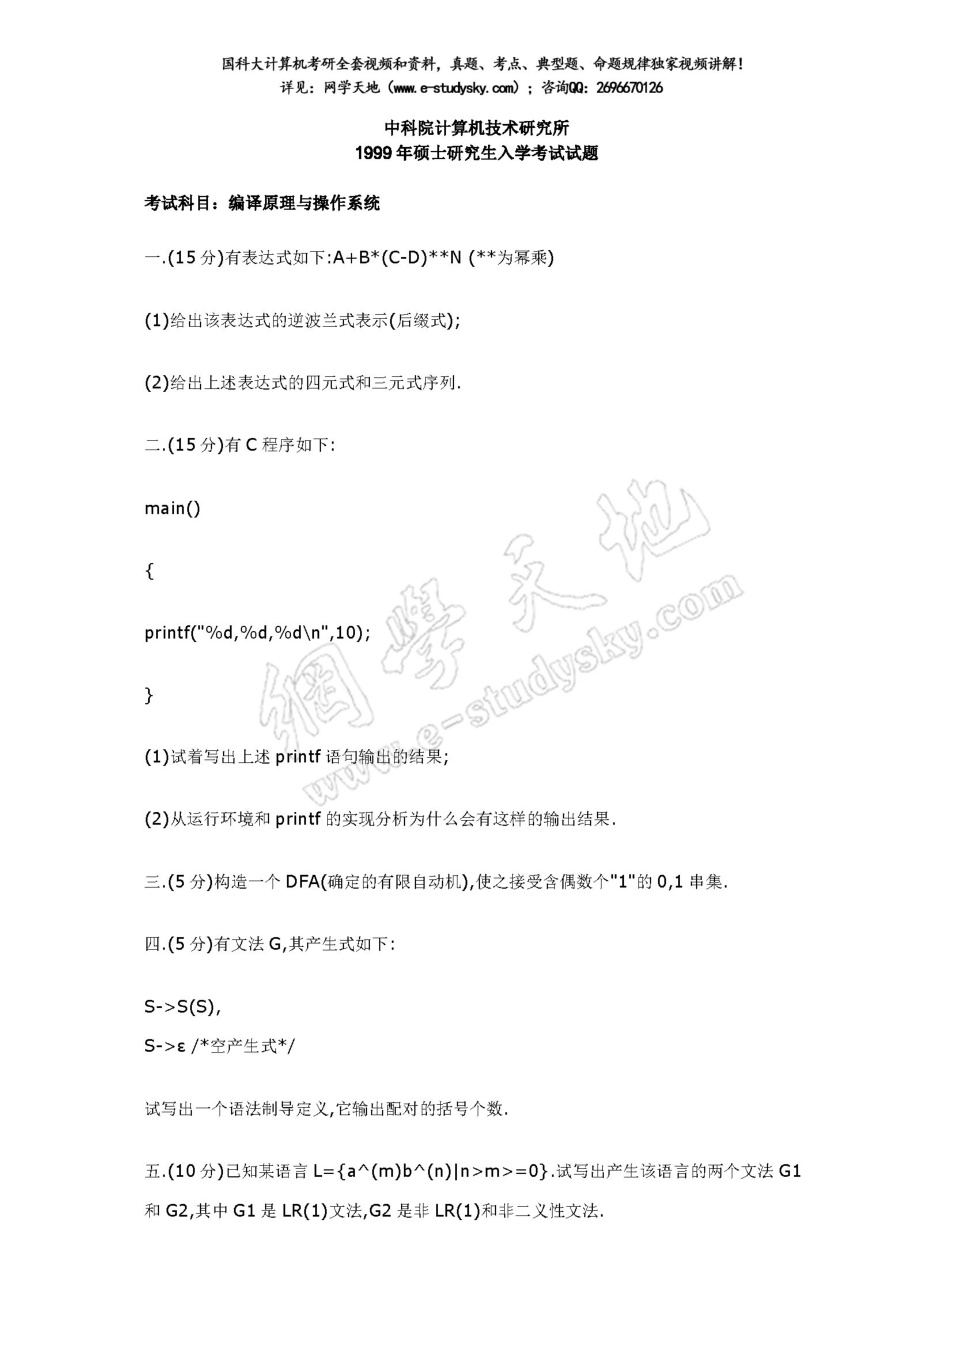 国科大计算机考研全套视频和资料，真题、考点、典型题、命题规律独家视频讲解！
详见：网学天地（www.e-studysky.com）；咨询QQ：2696670126
中科院计算机技术研究所
1999年硕士研究生入学考试试题
考试科目：编译原理与操作系统
一.(15分)有表达式如下:A+B*(C-D)**N (**为幂乘)
(1)给出该表达式的逆波兰式表示(后缀式);
(2)给出上述表达式的四元式和三元式序列.
二.(15分)有C程序如下:
main()
{
printf("%d,%d,%d\n",10);
}
(1)试着写出上述printf语句输出的结果;
(2)从运行环境和printf的实现分析为什么会有这样的输出结果.
三.(5分)构造一个DFA(确定的有限自动机),使之接受含偶数个"1"的0,1串集.
四.(5分)有文法G,其产生式如下:
S->S(S),
S->ε /*空产生式*/
试写出一个语法制导定义,它输出配对的括号个数.
五.(10分)已知某语言L={a^(m)b^(n)|n>m>=0}.试写出产生该语言的两个文法G1
和G2,其中G1是LR(1)文法,G2是非LR(1)和非二义性文法.
網學天地
www.e-studysky.com